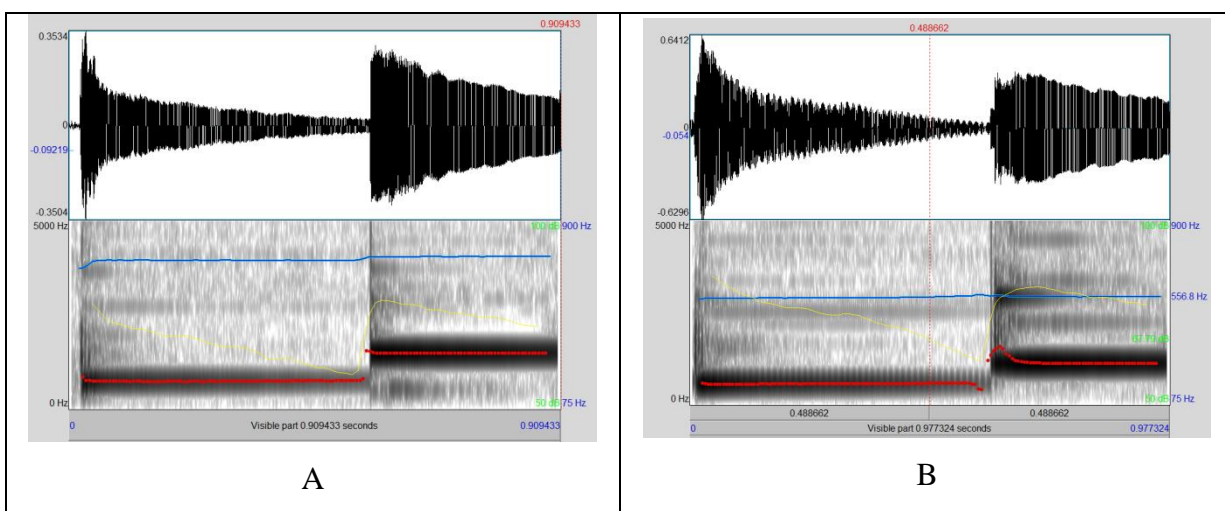 0.909433
0.3534
0
-0.09219
-0.3504
5000 Hz
100 dB 900 Hz
0 Hz
50 dB 75 Hz
0
Visible part 0.909433 seconds
0.909433
A
0.488662
0.6412
0
-0.054
-0.6296
5000 Hz
100 dB 900 Hz
556.8 Hz
0 Hz
50 dB 75 Hz
0.488662
0.488662
0
Visible part 0.977324 seconds
0.977324
B